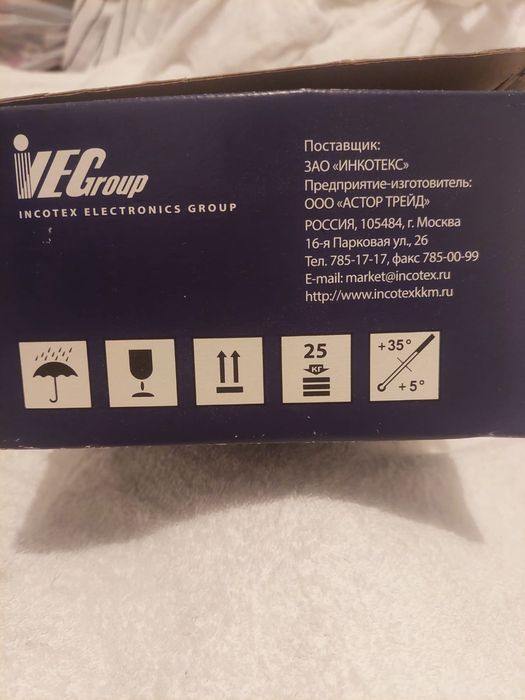 iEGroup
INCOTEX ELECTRONICS GROUP
Поставщик:
ЗАО «ИНКОТЕКС»
Предприятие-изготовитель:
ООО «АСТОР ТРЕЙД»
РОССИЯ, 105484, г. Москва
16-я Парковая ул., 26
Тел. 785-17-17, факс 785-00-99
E-mail: market@incotex.ru
http://www.incotexkkm.ru
25
КГ
+35°
+5°